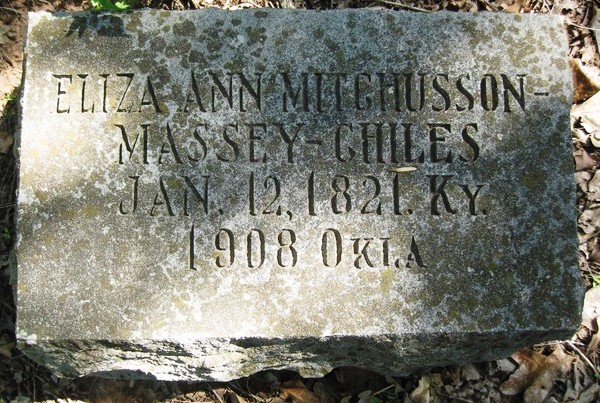 ELIZA ANN MITCHUSSON-
MASSEY-CHILES
JAN. 12, 1821. KY.
1908 OKLA